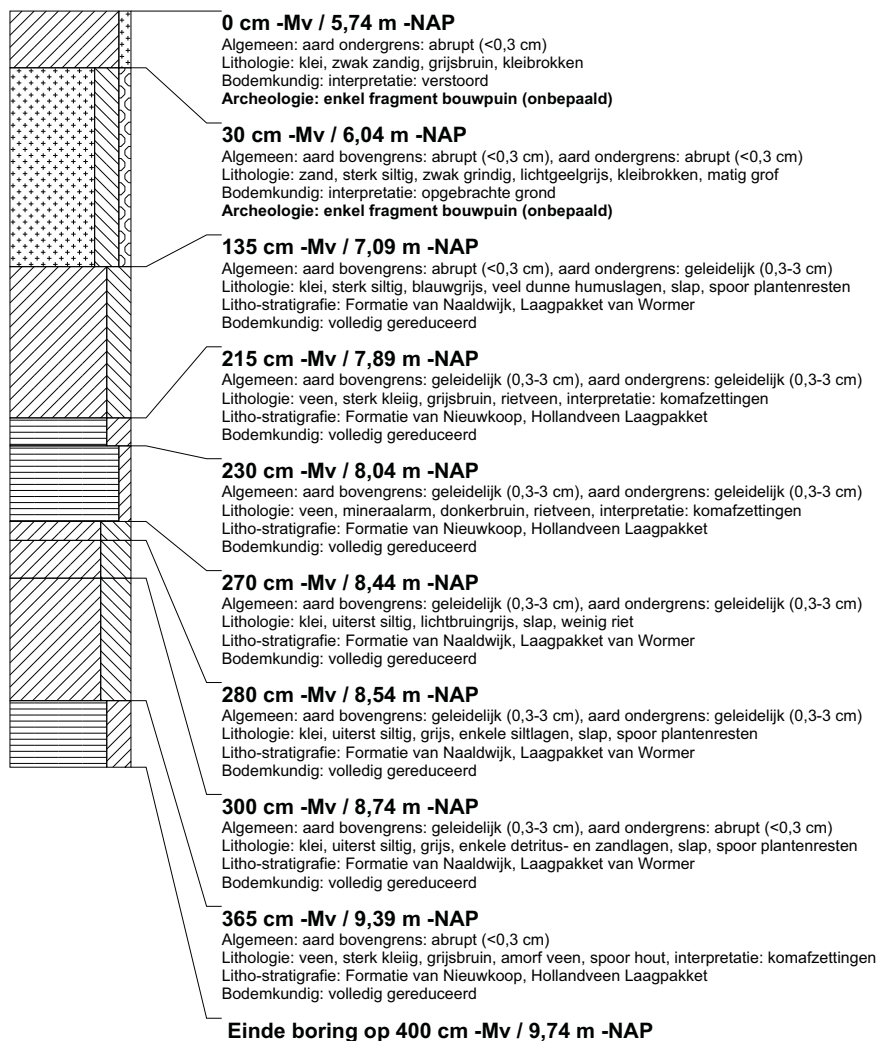 0 cm -Mv / 5,74 m -NAP
Algemeen: aard ondergrens: abrupt (<0,3 cm)
Lithologie: klei, zwak zandig, grijsbruin, kleibrokken
Bodemkundig: interpretatie: verstoord
Archeologie: enkel fragment bouwpuin (onbepaald)
30 cm -Mv / 6,04 m -NAP
Algemeen: aard bovengrens: abrupt (<0,3 cm), aard ondergrens: abrupt (<0,3 cm)
Lithologie: zand, sterk siltig, zwak grindig, lichtgeelgrijs, kleibrokken, matig grof
Bodemkundig: interpretatie: opgebrachte grond
Archeologie: enkel fragment bouwpuin (onbepaald)
135 cm -Mv / 7,09 m -NAP
Algemeen: aard bovengrens: abrupt (<0,3 cm), aard ondergrens: geleidelijk (0,3-3 cm)
Lithologie: klei, sterk siltig, blauwgrijs, veel dunne humuslagen, slap, spoor plantenresten
Litho-stratigrafie: Formatie van Naaldwijk, Laagpakket van Wormer
Bodemkundig: volledig gereduceerd
215 cm -Mv / 7,89 m -NAP
Algemeen: aard bovengrens: geleidelijk (0,3-3 cm), aard ondergrens: geleidelijk (0,3-3 cm)
Lithologie: veen, sterk kleiig, grijsbruin, rietveen, interpretatie: komafzettingen
Litho-stratigrafie: Formatie van Nieuwkoop, Hollandveen Laagpakket
Bodemkundig: volledig gereduceerd
230 cm -Mv / 8,04 m -NAP
Algemeen: aard bovengrens: geleidelijk (0,3-3 cm), aard ondergrens: geleidelijk (0,3-3 cm)
Lithologie: veen, mineraalarm, donkerbruin, rietveen, interpretatie: komafzettingen
Litho-stratigrafie: Formatie van Nieuwkoop, Hollandveen Laagpakket
Bodemkundig: volledig gereduceerd
270 cm -Mv / 8,44 m -NAP
Algemeen: aard bovengrens: geleidelijk (0,3-3 cm), aard ondergrens: geleidelijk (0,3-3 cm)
Lithologie: klei, uiterst siltig, lichtbruingrijs, slap, weinig riet
Litho-stratigrafie: Formatie van Naaldwijk, Laagpakket van Wormer
Bodemkundig: volledig gereduceerd
280 cm -Mv / 8,54 m -NAP
Algemeen: aard bovengrens: geleidelijk (0,3-3 cm), aard ondergrens: geleidelijk (0,3-3 cm)
Lithologie: klei, uiterst siltig, grijs, enkele siltlagen, slap, spoor plantenresten
Litho-stratigrafie: Formatie van Naaldwijk, Laagpakket van Wormer
Bodemkundig: volledig gereduceerd
300 cm -Mv / 8,74 m -NAP
Algemeen: aard bovengrens: geleidelijk (0,3-3 cm), aard ondergrens: abrupt (<0,3 cm)
Lithologie: klei, uiterst siltig, grijs, enkele detritus- en zandlagen, slap, spoor plantenresten
Litho-stratigrafie: Formatie van Naaldwijk, Laagpakket van Wormer
Bodemkundig: volledig gereduceerd
365 cm -Mv / 9,39 m -NAP
Algemeen: aard bovengrens: abrupt (<0,3 cm)
Lithologie: veen, sterk kleiig, grijsbruin, amorf veen, spoor hout, interpretatie: komafzettingen
Litho-stratigrafie: Formatie van Nieuwkoop, Hollandveen Laagpakket
Bodemkundig: volledig gereduceerd
Einde boring op 400 cm -Mv / 9,74 m -NAP